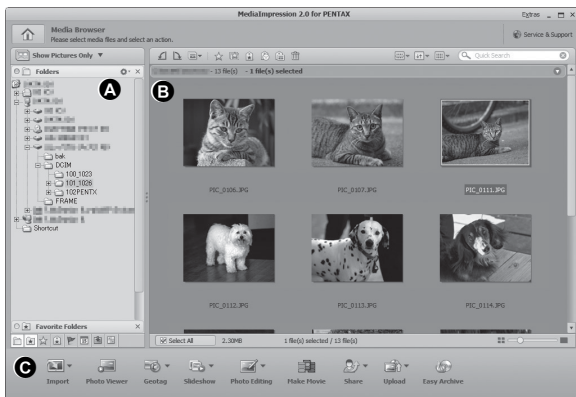 MediaImpression 2.0 for PENTAX
Extras
Media Browser
Please select media files and select an action.
Service & Support
Show Pictures Only
Quick Search
Folders
- 13 file(s) - 1 file(s) selected
A
B
bak
DCIM
100_1023
101_1026
102PENTX
FRAME
Shortcut
PIC_0106.JPG
PIC_0107.JPG
PIC_0111.JPG
PIC_0112.JPG
PIC_0113.JPG
PIC_0114.JPG
Favorite Folders
Select All
2.30MB
1 file(s) selected / 13 file(s)
C
Import
Photo Viewer
Geotag
Slideshow
Photo Editing
Make Movie
Share
Upload
Easy Archive